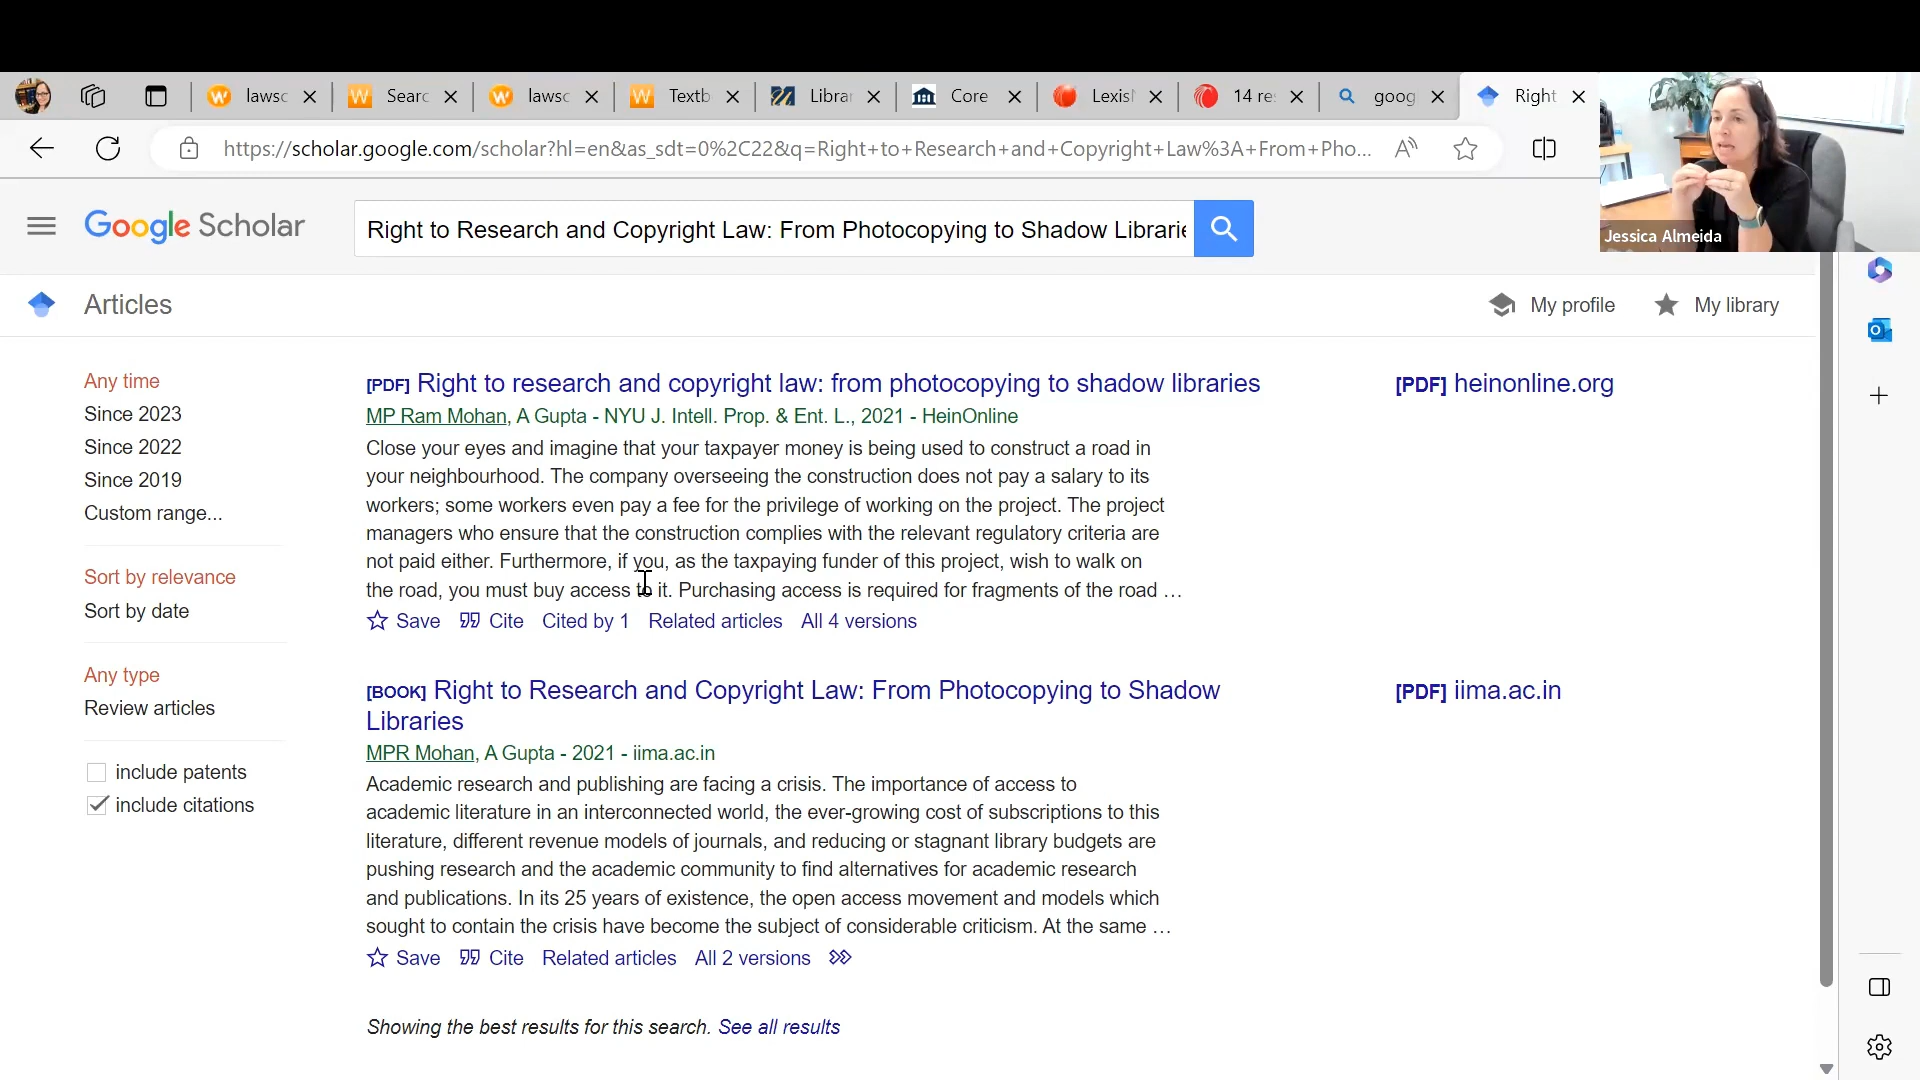 lawsc
Searc
lawsc
Textb
Librar
Core
Lexis
14 re
goog
Right
https://scholar.google.com/scholar?hl=en&as_sdt=0%2C22&q=Right+to+Research+and+Copyright+Law%3A+From+Pho...
Jessica Almeida
Google Scholar
Right to Research and Copyright Law: From Photocopying to Shadow Librarie
Articles
My profile
My library
Any time
Since 2023
Since 2022
Since 2019
Custom range...
Sort by relevance
Sort by date
Any type
Review articles
include patents
include citations
[PDF] Right to research and copyright law: from photocopying to shadow libraries
[PDF] heinonline.org
MP Ram Mohan, A Gupta - NYU J. Intell. Prop. & Ent. L., 2021 - HeinOnline
Close your eyes and imagine that your taxpayer money is being used to construct a road in
your neighbourhood. The company overseeing the construction does not pay a salary to its
workers; some workers even pay a fee for the privilege of working on the project. The project
managers who ensure that the construction complies with the relevant regulatory criteria are
not paid either. Furthermore, if you, as the taxpaying funder of this project, wish to walk on
the road, you must buy access to it. Purchasing access is required for fragments of the road ...
Save Cite Cited by 1 Related articles All 4 versions
[BOOK] Right to Research and Copyright Law: From Photocopying to Shadow
Libraries
[PDF] iima.ac.in
MPR Mohan, A Gupta - 2021 - iima.ac.in
Academic research and publishing are facing a crisis. The importance of access to
academic literature in an interconnected world, the ever-growing cost of subscriptions to this
literature, different revenue models of journals, and reducing or stagnant library budgets are
pushing research and the academic community to find alternatives for academic research
and publications. In its 25 years of existence, the open access movement and models which
sought to contain the crisis have become the subject of considerable criticism. At the same ...
Save Cite Related articles All 2 versions
Showing the best results for this search. See all results